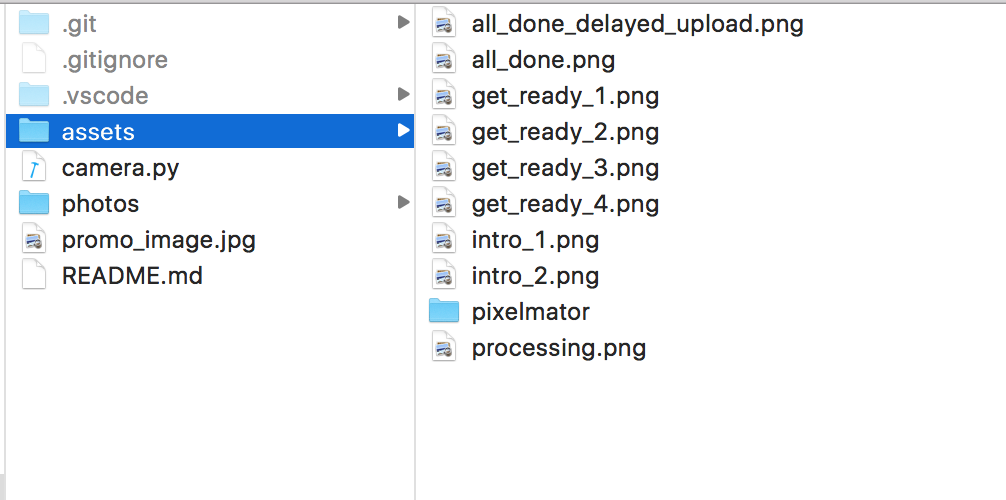 .git
.gitignore
.vscode
assets
camera.py
photos
promo_image.jpg
README.md
all_done_delayed_upload.png
all_done.png
get_ready_1.png
get_ready_2.png
get_ready_3.png
get_ready_4.png
intro_1.png
intro_2.png
pixelmator
processing.png